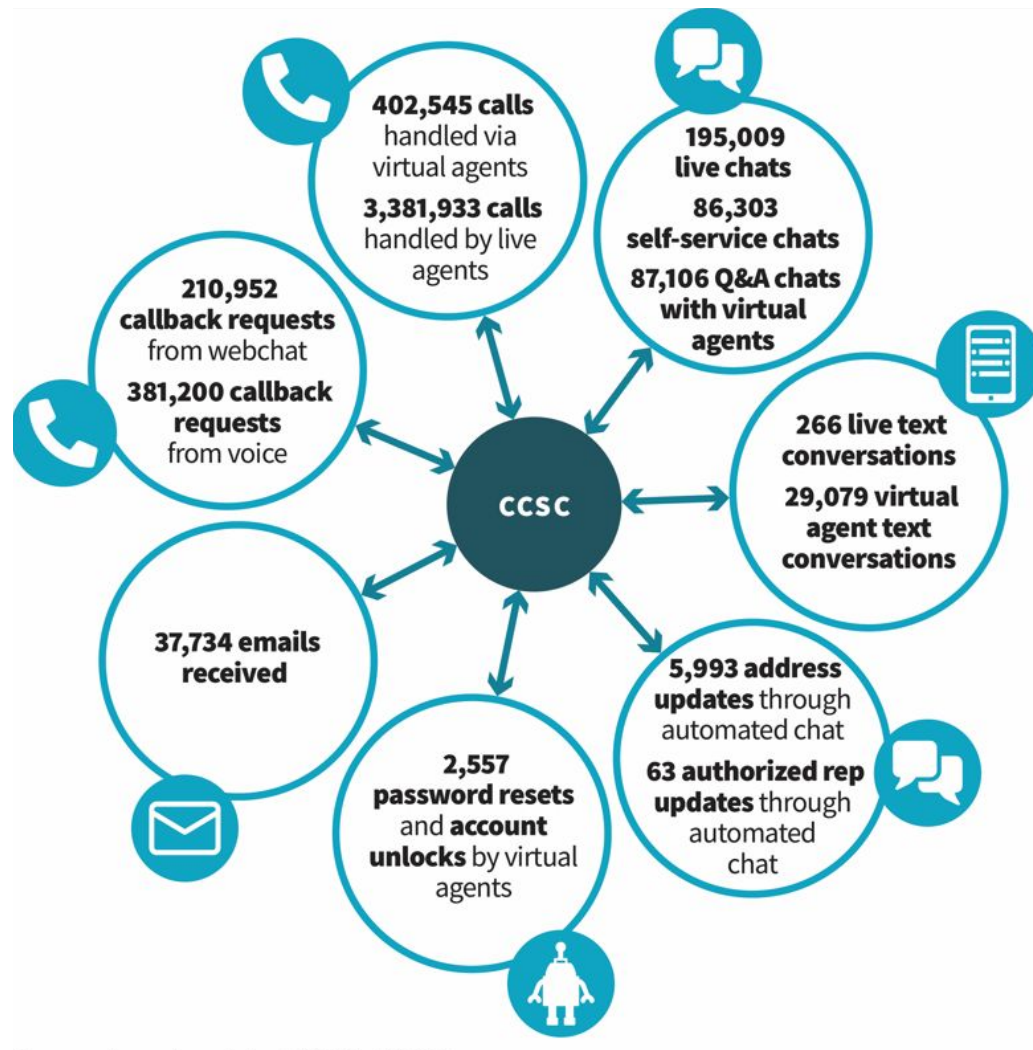 402,545 calls
handled via
virtual agents
3,381,933 calls
handled by live
agents
195,009
live chats
86,303
self-service chats
87,106 Q&A chats
with virtual
agents
210,952
callback requests
from webchat
381,200 callback
requests
from voice
266 live text
conversations
29,079 virtual
agent text
conversations
CCSC
37,734 emails
received
5,993 address
updates through
automated chat
63 authorized rep
updates through
automated
chat
2,557
password resets
and account
unlocks by virtual
agents